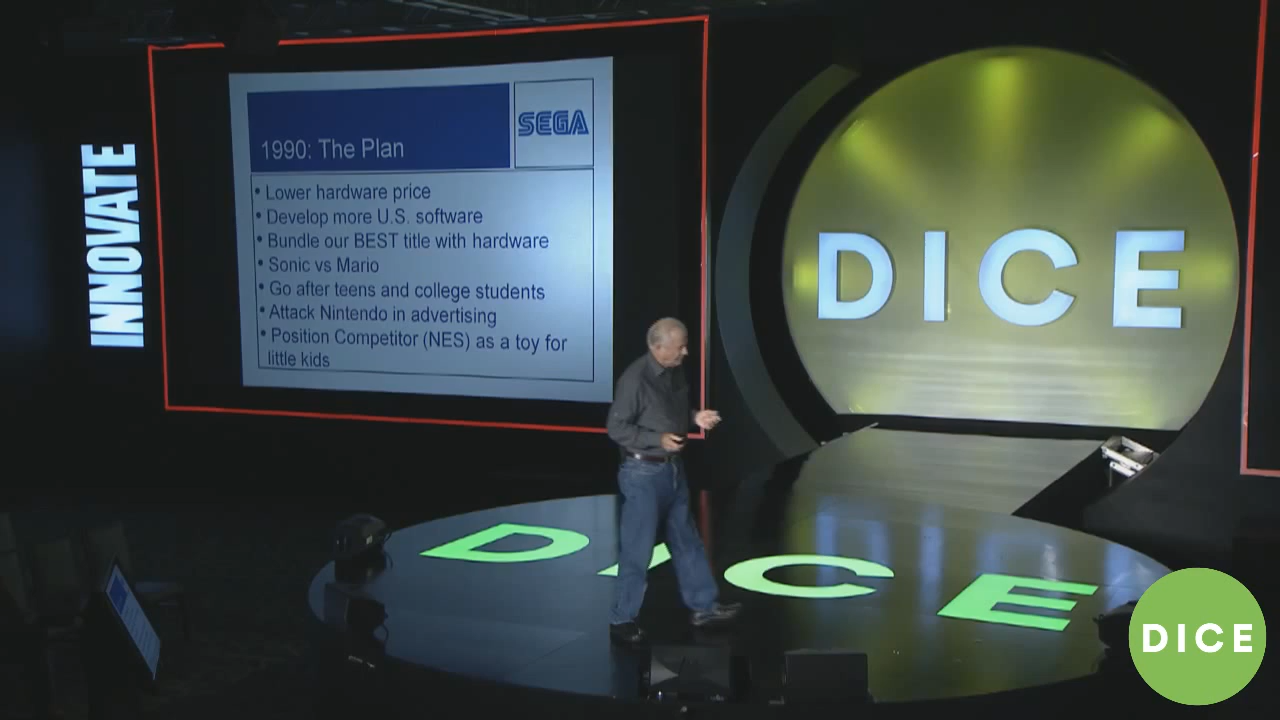 INNOVATE
SEGA
1990: The Plan
• Lower hardware price
• Develop more U.S. software
• Bundle our BEST title with hardware
• Sonic vs Mario
• Go after teens and college students
• Attack Nintendo in advertising
• Position Competitor (NES) as a toy for
little kids
DICE
DICE
DICE